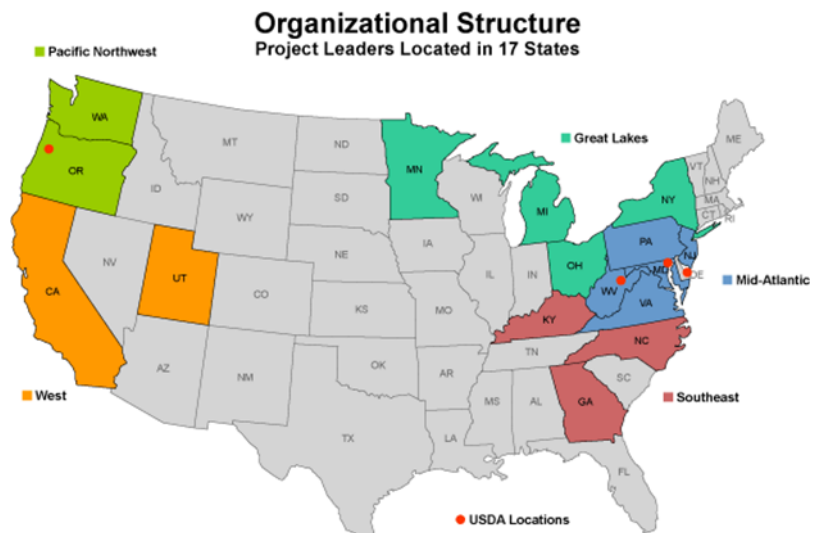 Organizational Structure
Project Leaders Located in 17 States
Pacific Northwest
Great Lakes
Mid-Atlantic
West
Southeast
USDA Locations
WA
OR
CA
NV
ID
MT
WY
UT
AZ
CO
NM
ND
SD
NE
KS
OK
TX
MN
IA
MO
AR
LA
WI
IL
MI
IN
OH
KY
TN
MS
AL
GA
FL
SC
NC
VA
WV
MD
DE
PA
NJ
NY
CT
RI
MA
VT
NH
ME